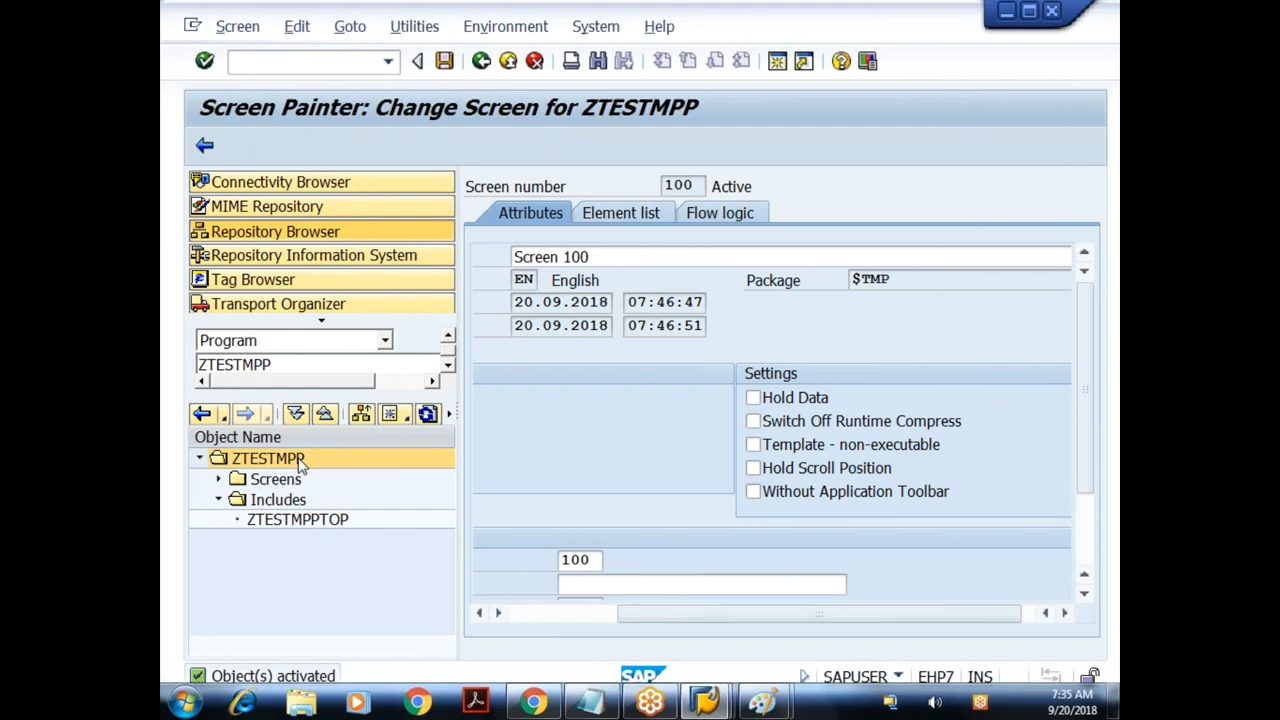 Screen Edit Goto Utilities Environment System Help
Screen Painter: Change Screen for ZTESTMPP
Connectivity Browser
MIME Repository
Repository Browser
Repository Information System
Tag Browser
Transport Organizer
Program
ZTESTMPP
Object Name
ZTESTMPP
Screens
Includes
ZTESTMPPTOP
Screen number 100 Active
Attributes Element list Flow logic
Screen 100
EN English Package $TMP
20.09.2018 07:46:47
20.09.2018 07:46:51
Settings
Hold Data
Switch Off Runtime Compress
Template - non-executable
Hold Scroll Position
Without Application Toolbar
100
Object(s) activated
SAP
SAPUSER EHP7 INS
7:35 AM
9/20/2018